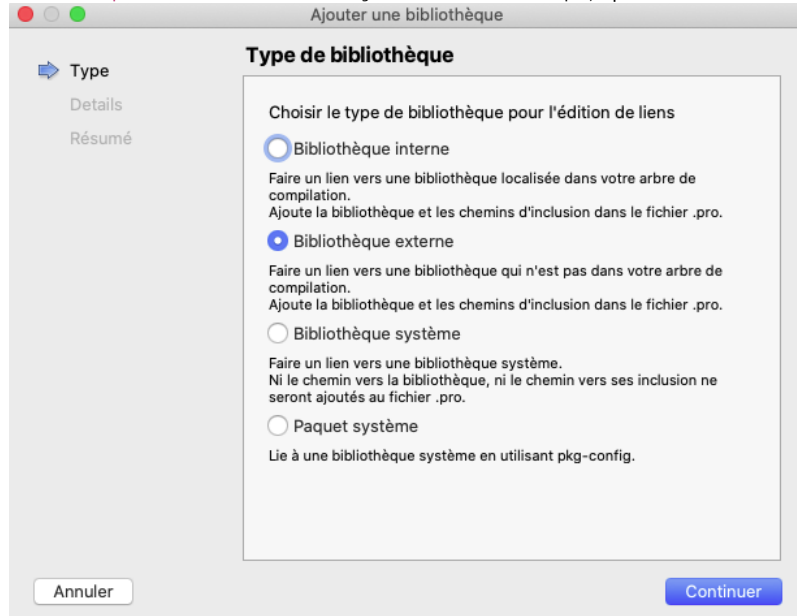 Ajouter une bibliothèque
Type
Details
Résumé
Type de bibliothèque
Choisir le type de bibliothèque pour l'édition de liens
Bibliothèque interne
Faire un lien vers une bibliothèque localisée dans votre arbre de
compilation.
Ajoute la bibliothèque et les chemins d'inclusion dans le fichier .pro.
Bibliothèque externe
Faire un lien vers une bibliothèque qui n'est pas dans votre arbre de
compilation.
Ajoute la bibliothèque et les chemins d'inclusion dans le fichier .pro.
Bibliothèque système
Faire un lien vers une bibliothèque système.
Ni le chemin vers la bibliothèque, ni le chemin vers ses inclusion ne
seront ajoutés au fichier .pro.
Paquet système
Lie à une bibliothèque système en utilisant pkg-config.
Annuler
Continuer